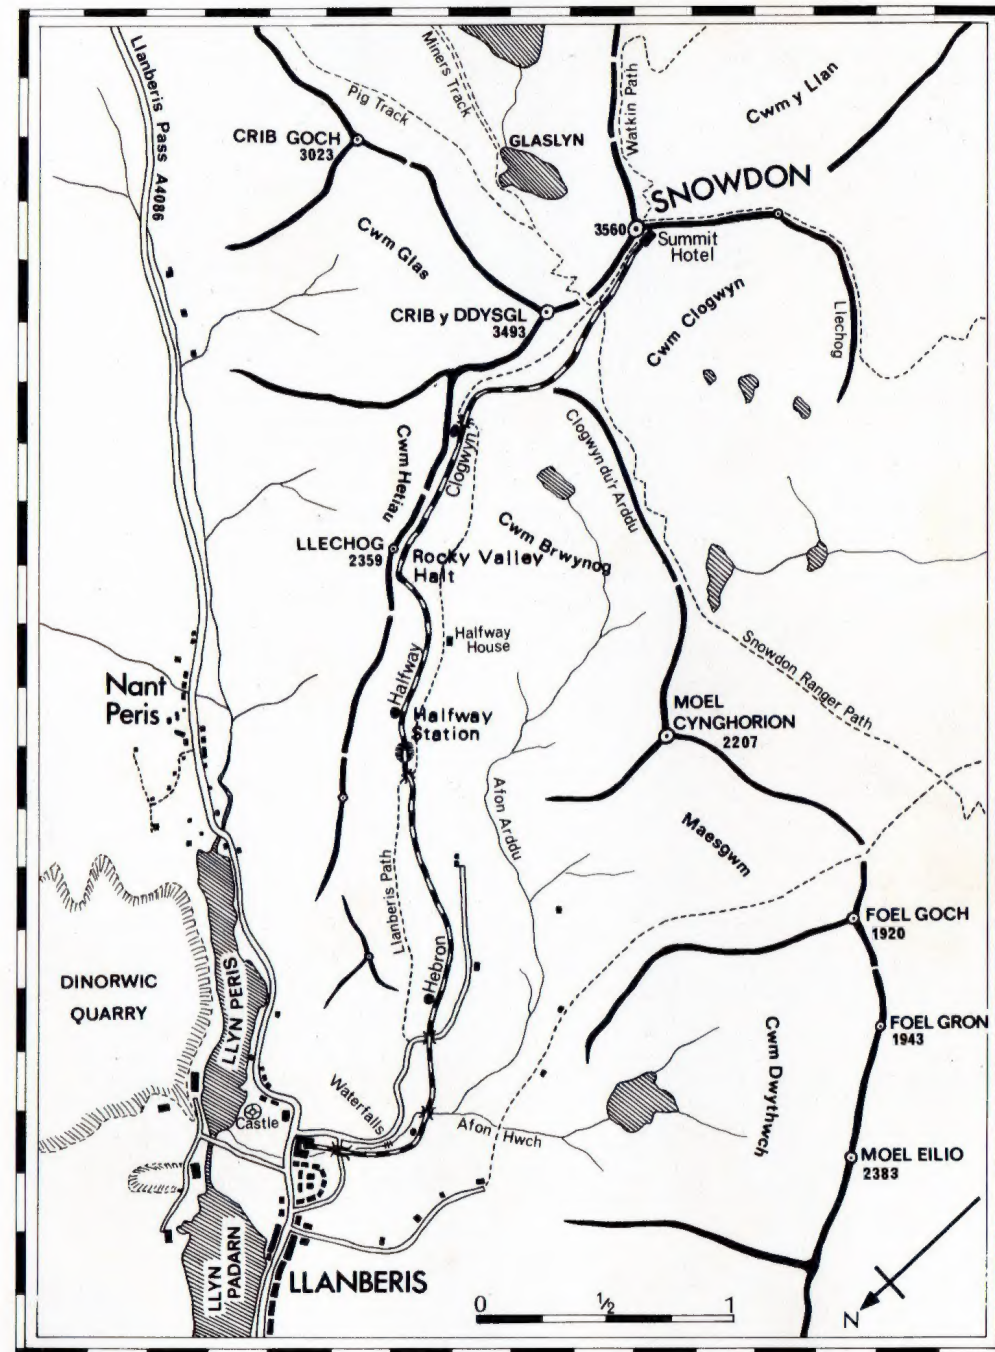 Llanberis Pass A4086
Miners Track
Pig Track
Watkin Path
Cwm y Llan
CRIB GOCH
3023
GLASLYN
SNOWDON
3560
Summit
Hotel
Cwm Glas
CRIB y DDYSGL
3493
Cwm Clogwyn
Llechog
Clogwyn
Cwm Hetiau
Clogwyn du'r Arddu
Cwm Brwynog
LLECHOG
2359
Rocky Valley
Halt
Halfway
House
Halfway
Halfway
Station
Snowdon Ranger Path
Nant
Peris
MOEL
CYNGHORION
2207
Afon Arddu
Maesgwm
Llanberis Path
FOEL GOCH
1920
Hebron
DINORWIC
QUARRY
LLYN PERIS
FOEL GRON
1943
Cwm Dwythwch
Waterfalls
Castle
Afon Hwch
MOEL EILIO
2383
LLYN
PADARN
LLANBERIS
0 ½ 1
N